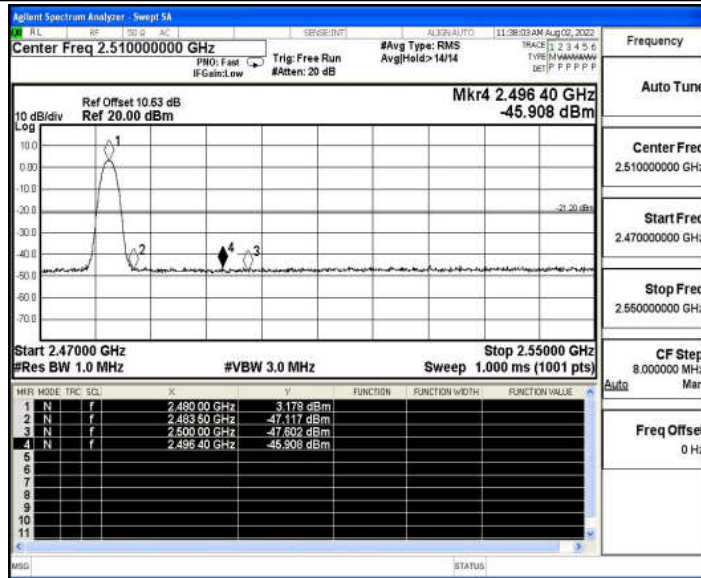 Agilent Spectrum Analyzer - Swept SA
RL RF 50 Ω AC SENSE:INT ALIGN AUTO 11:38:03 AM Aug 02, 2022
Center Freq 2.510000000 GHz
PNO: Fast
IFGain:Low
Trig: Free Run
#Atten: 20 dB
#Avg Type: RMS
Avg|Hold:> 14/14
TRACE 1 2 3 4 5 6
TYPE
DET P P P P P P
Frequency
Auto Tune
Center Freq
2.510000000 GHz
Start Freq
2.470000000 GHz
Stop Freq
2.550000000 GHz
CF Step
8.000000 MHz
Auto Man
Freq Offset
0 Hz
Mkr4 2.496 40 GHz
-45.908 dBm
Ref Offset 10.63 dB
10 dB/div Ref 20.00 dBm
Log
10.0
0.00
-10.0
-20.0
-30.0
-40.0
-50.0
-60.0
-70.0
1
2
4
3
-21.20 dBm
Start 2.47000 GHz Stop 2.55000 GHz
#Res BW 1.0 MHz #VBW 3.0 MHz Sweep 1.000 ms (1001 pts)
MKR MODE TRC SCL X Y FUNCTION FUNCTION WIDTH FUNCTION VALUE
1 N f 2.480 00 GHz 3.178 dBm
2 N f 2.483 50 GHz -47.117 dBm
3 N f 2.500 00 GHz -47.602 dBm
4 N f 2.496 40 GHz -45.908 dBm
5
6
7
8
9
10
11
MSG STATUS